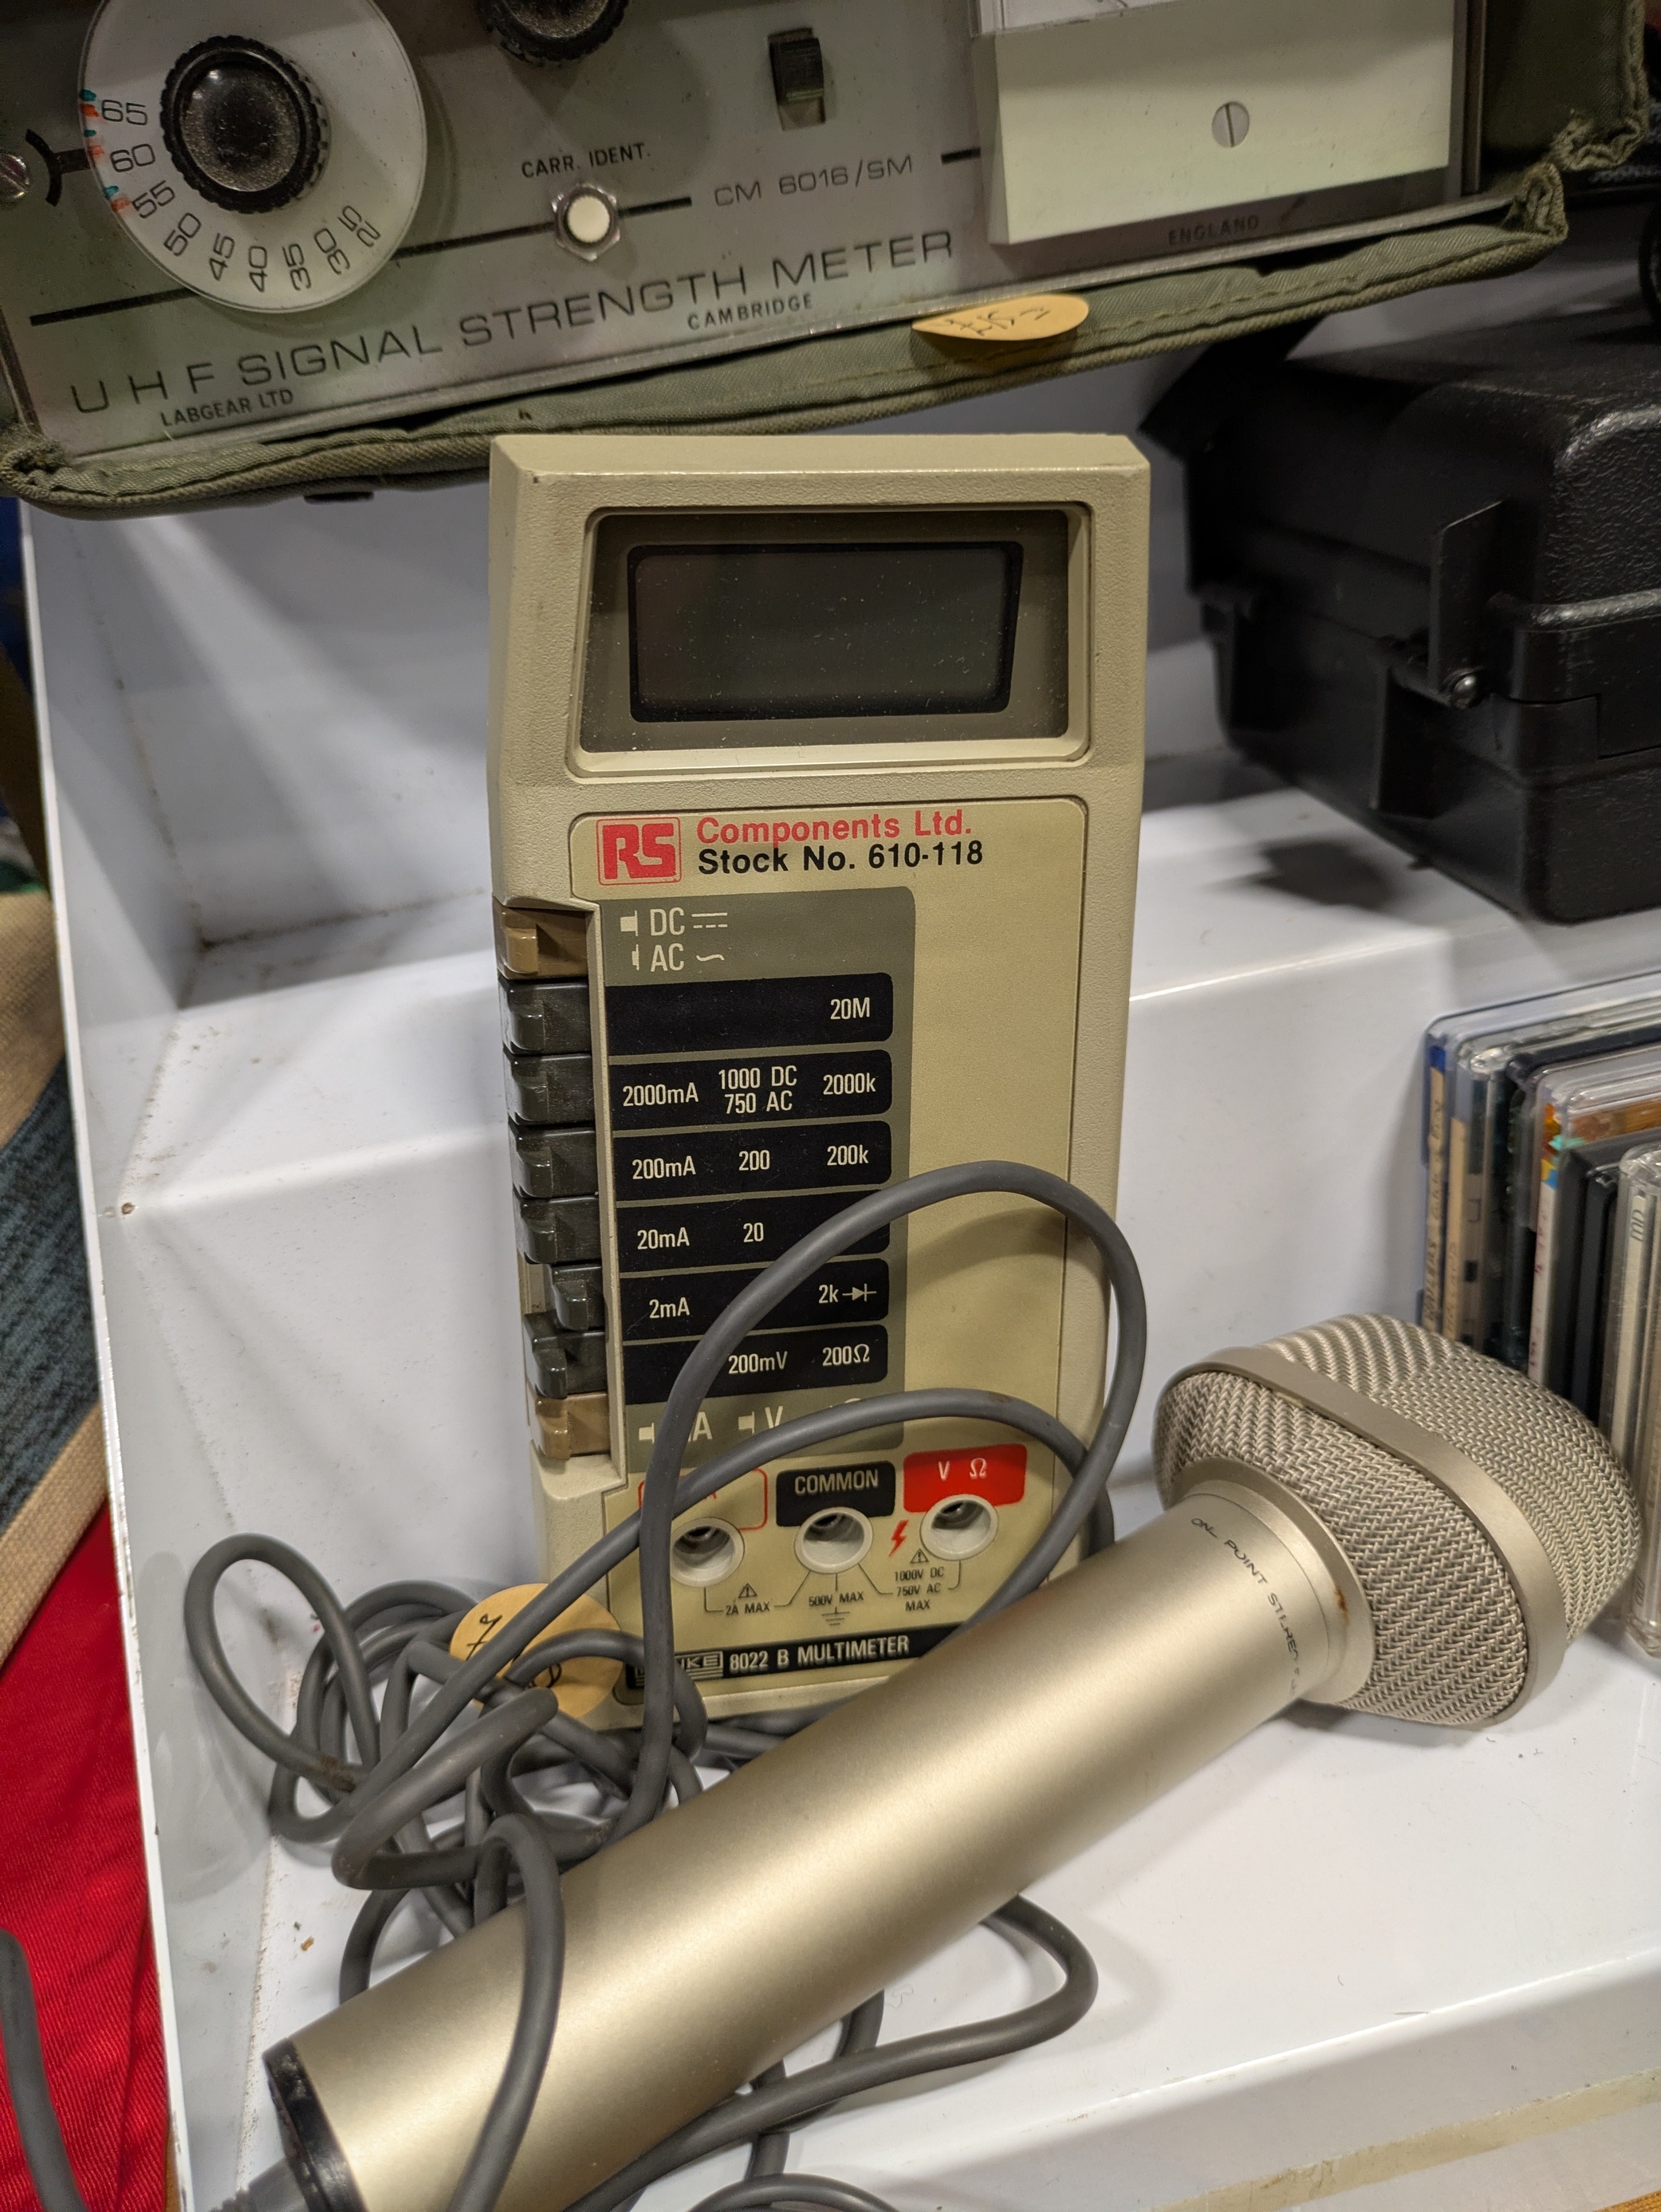 65
60
55
50
45
40
35
30
25
CARR. IDENT.
CM 6016/SM
ENGLAND
UHF SIGNAL STRENGTH METER
CAMBRIDGE
LABGEAR LTD
RS Components Ltd.
Stock No. 610-118
DC
AC
20M
2000mA 1000 DC 2000k
750 AC
200mA 200 200k
20mA 20
2mA 2k
200mV 200Ω
A V
COMMON
V Ω
2A MAX
500V MAX
1000V DC
750V AC
MAX
8022 B MULTIMETER
POINT